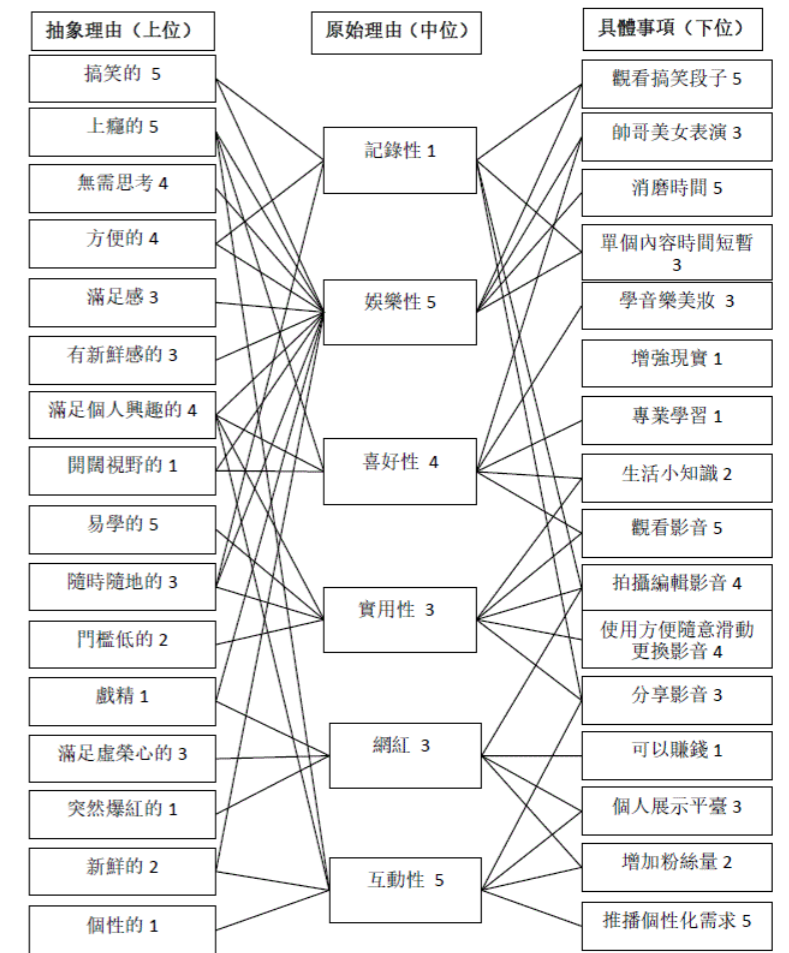 抽象理由（上位）
搞笑的 5
上癮的 5
無需思考 4
方便的 4
滿足感 3
有新鮮感的 3
滿足個人興趣的 4
開闊視野的 1
易學的 5
隨時隨地的 3
門檻低的 2
戲精 1
滿足虛榮心的 3
突然爆紅的 1
新鮮的 2
個性的 1
原始理由（中位）
記錄性 1
娛樂性 5
喜好性 4
實用性 3
網紅 3
互動性 5
具體事項（下位）
觀看搞笑段子 5
帥哥美女表演 3
消磨時間 5
單個內容時間短暫
3
學音樂美妝 3
增強現實 1
專業學習 1
生活小知識 2
觀看影音 5
拍攝編輯影音 4
使用方便隨意滑動
更換影音 4
分享影音 3
可以賺錢 1
個人展示平臺 3
增加粉絲量 2
推播個性化需求 5